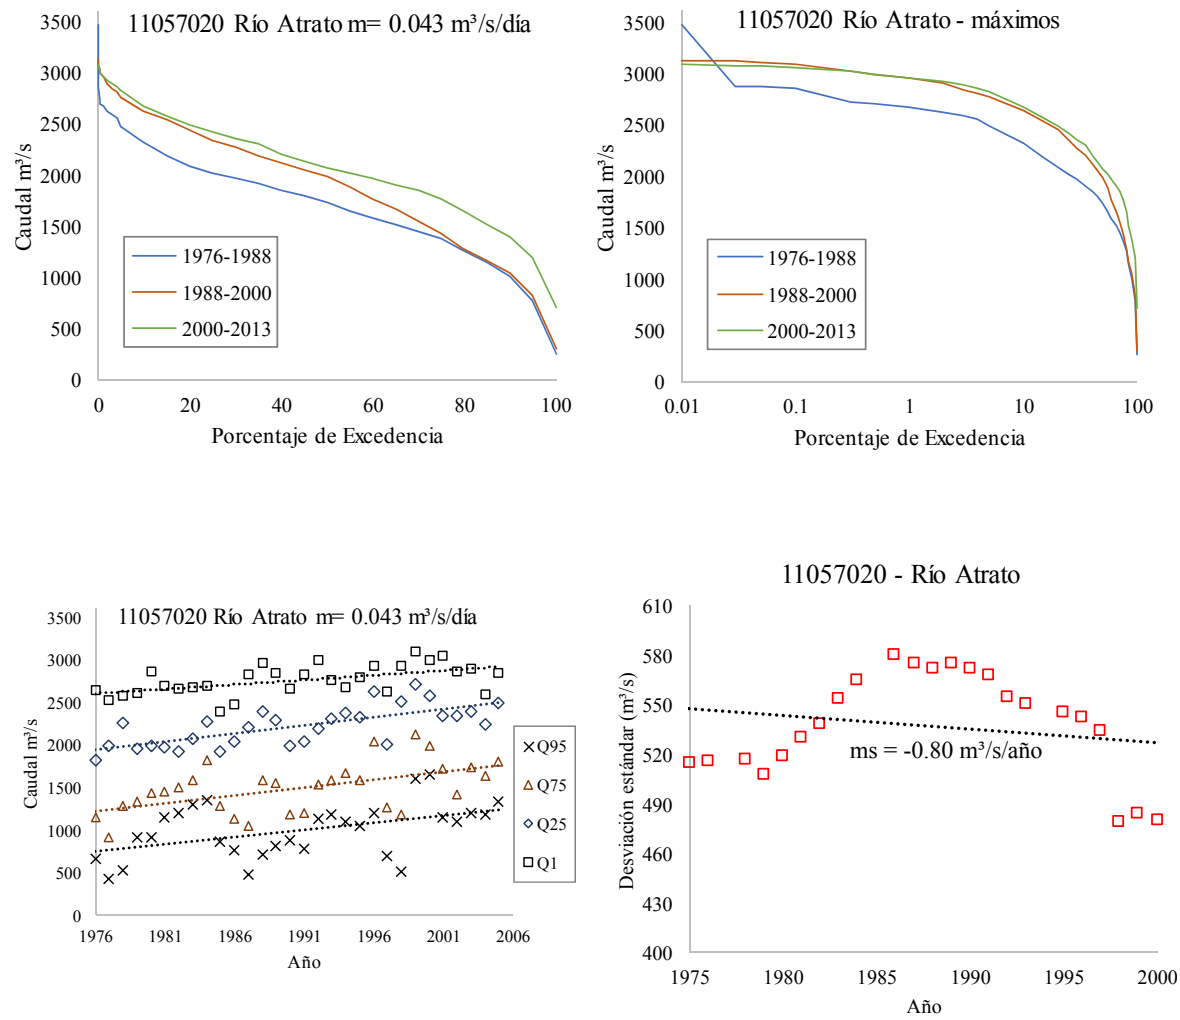 11057020 Río Atrato m= 0.043 m³/s/día
3500
3000
2500
2000
1500
1000
500
0
Caudal m³/s
1976-1988
1988-2000
2000-2013
0 20 40 60 80 100
Porcentaje de Excedencia
11057020 Río Atrato - máximos
3500
3000
2500
2000
1500
1000
500
0
Caudal m³/s
1976-1988
1988-2000
2000-2013
0.01 0.1 1 10 100
Porcentaje de Excedencia
11057020 Río Atrato m= 0.043 m³/s/día
3500
3000
2500
2000
1500
1000
500
0
Caudal m³/s
Q95
Q75
Q25
Q1
1976 1981 1986 1991 1996 2001 2006
Año
11057020 - Río Atrato
610
580
550
520
490
460
430
400
Desviación estándar (m³/s)
ms = -0.80 m³/s/año
1975 1980 1985 1990 1995 2000
Año